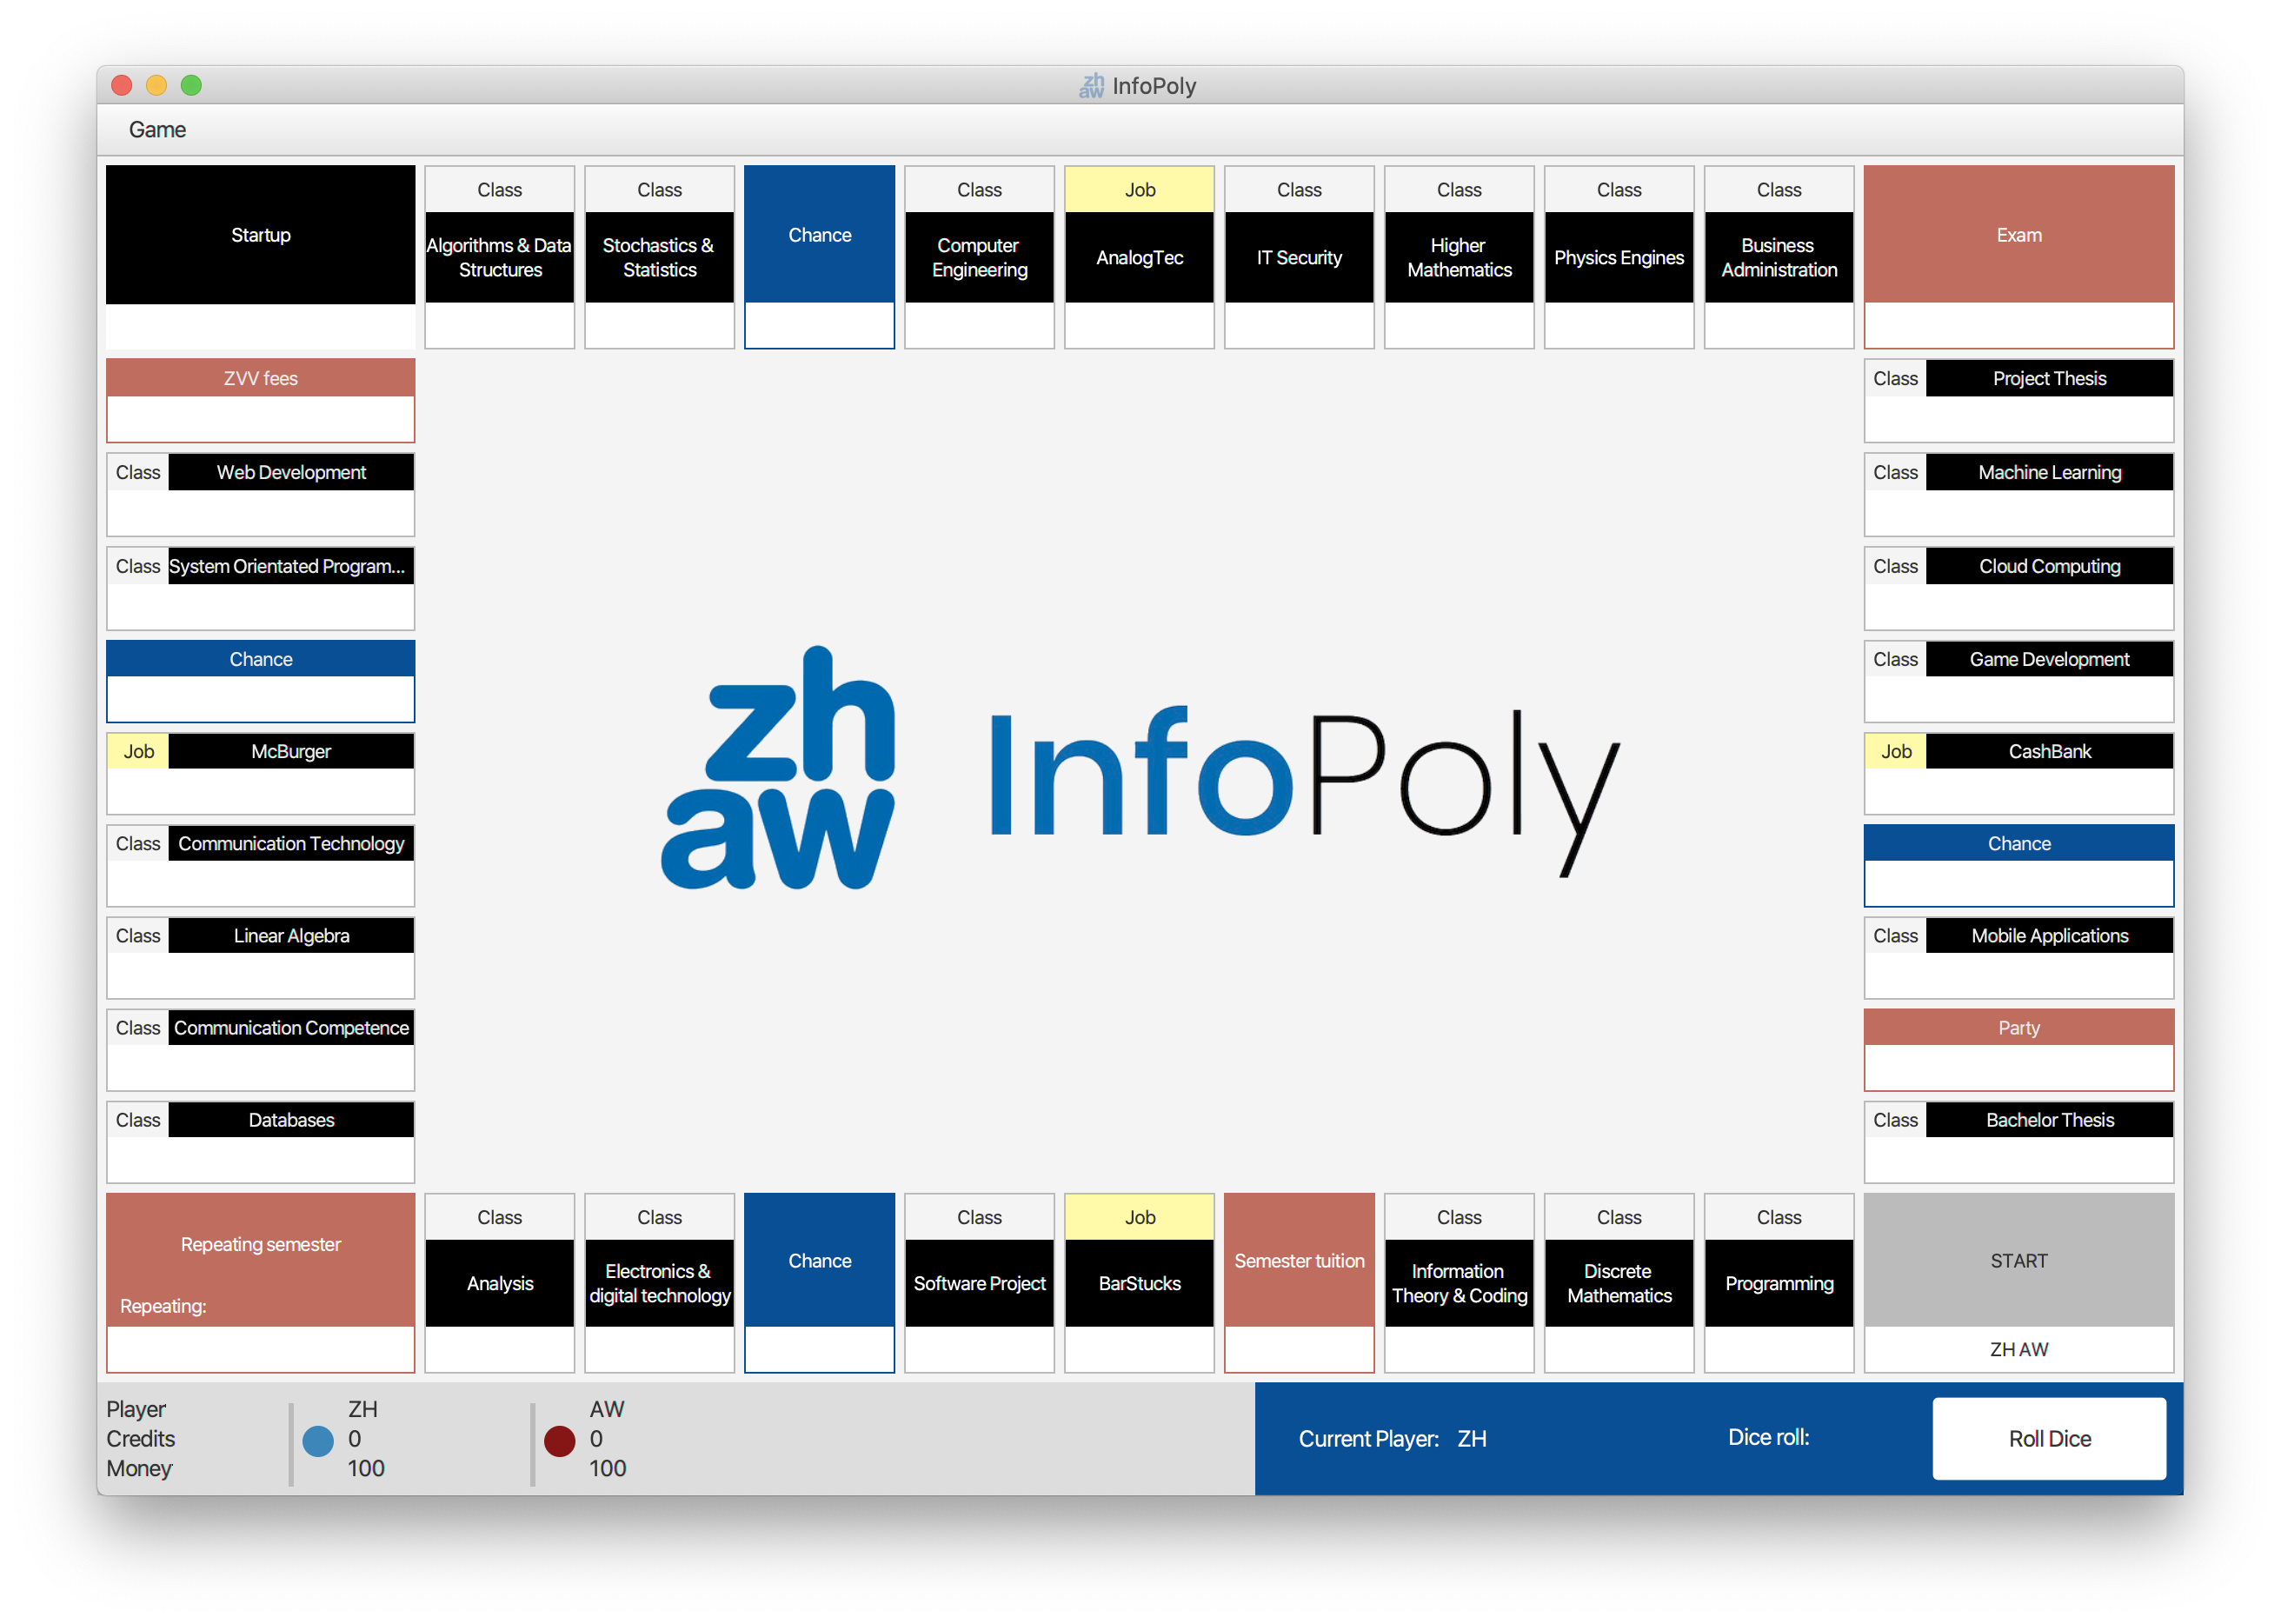 zh
aw InfoPoly
Game
Startup
Class
Algorithms & Data
Structures
Class
Stochastics &
Statistics
Chance
Class
Computer
Engineering
Job
AnalogTec
Class
IT Security
Class
Higher
Mathematics
Class
Physics Engines
Class
Business
Administration
Exam
ZVV fees
Class Web Development
Class System Orientated Program...
Chance
Job McBurger
Class Communication Technology
Class Linear Algebra
Class Communication Competence
Class Databases
zh
aw
InfoPoly
Class Project Thesis
Class Machine Learning
Class Cloud Computing
Class Game Development
Job CashBank
Chance
Class Mobile Applications
Party
Class Bachelor Thesis
Repeating semester
Repeating:
Class
Analysis
Class
Electronics &
digital technology
Chance
Class
Software Project
Job
BarStucks
Semester tuition
Class
Information
Theory & Coding
Class
Discrete
Mathematics
Class
Programming
START
ZH AW
Player ZH AW
Credits 0 0
Money 100 100
Current Player: ZH
Dice roll:
Roll Dice